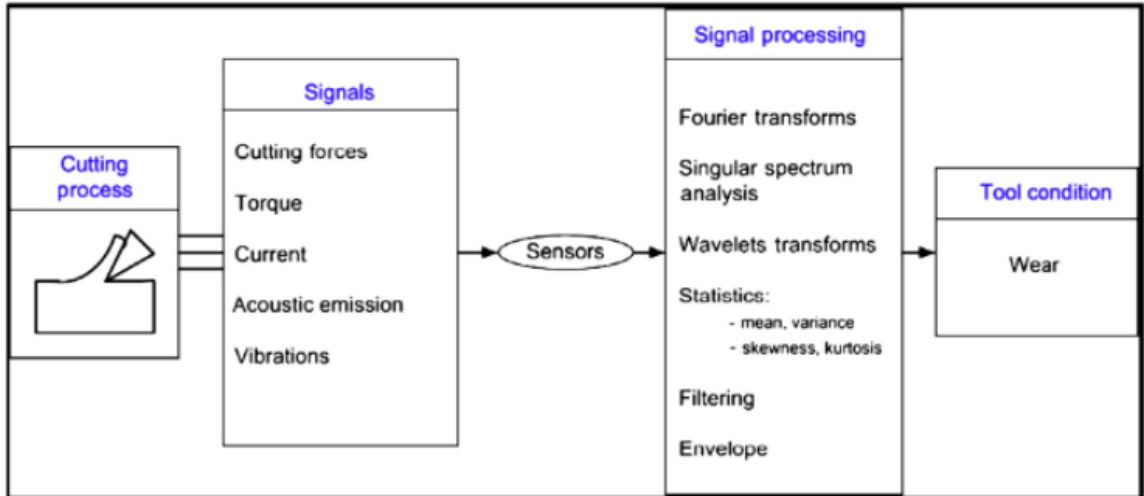 Cutting
process
Signals
Cutting forces
Torque
Current
Acoustic emission
Vibrations
Sensors
Signal processing
Fourier transforms
Singular spectrum
analysis
Wavelets transforms
Statistics:
- mean, variance
- skewness, kurtosis
Filtering
Envelope
Tool condition
Wear